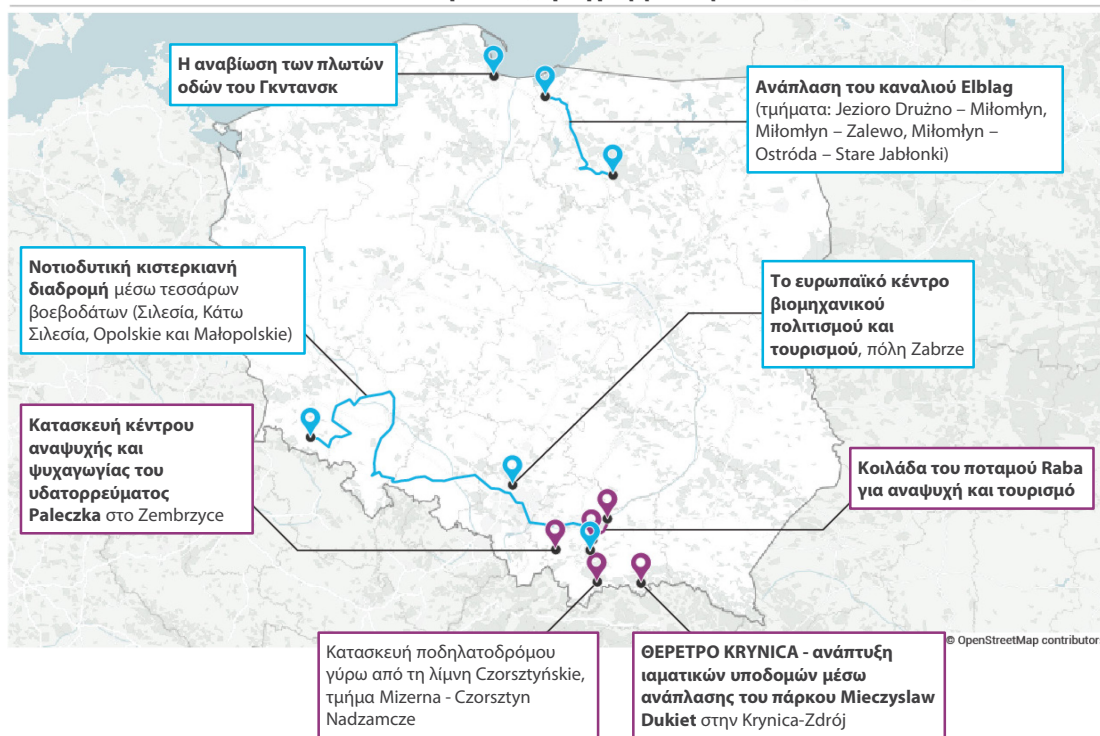 Η αναβίωση των πλωτών
οδών του Γκντανσκ
Ανάπλαση του καναλιού Elblag
(τμήματα: Jezioro Drużno – Miłomłyn,
Miłomłyn – Zalewo, Miłomłyn –
Ostróda – Stare Jabłonki)
Νοτιοδυτική κιστερκιανή
διαδρομή μέσω τεσσάρων
βοεβοδάτων (Σιλεσία, Κάτω
Σιλεσία, Opolskie και Małopolskie)
Το ευρωπαϊκό κέντρο
βιομηχανικού
πολιτισμού και
τουρισμού, πόλη Zabrze
Κατασκευή κέντρου
αναψυχής και
ψυχαγωγίας του
υδατορρεύματος
Paleczka στο Zembrzyce
Κοιλάδα του ποταμού Raba
για αναψυχή και τουρισμό
© OpenStreetMap contributor
Κατασκευή ποδηλατοδρόμου
γύρω από τη λίμνη Czorsztyńskie,
τμήμα Mizerna - Czorsztyn
Nadzamcze
ΘΕΡΕΤΡΟ KRYNICA - ανάπτυξη
ιαματικών υποδομών μέσω
ανάπλασης του πάρκου Mieczyslaw
Dukiet στην Krynica-Zdrój